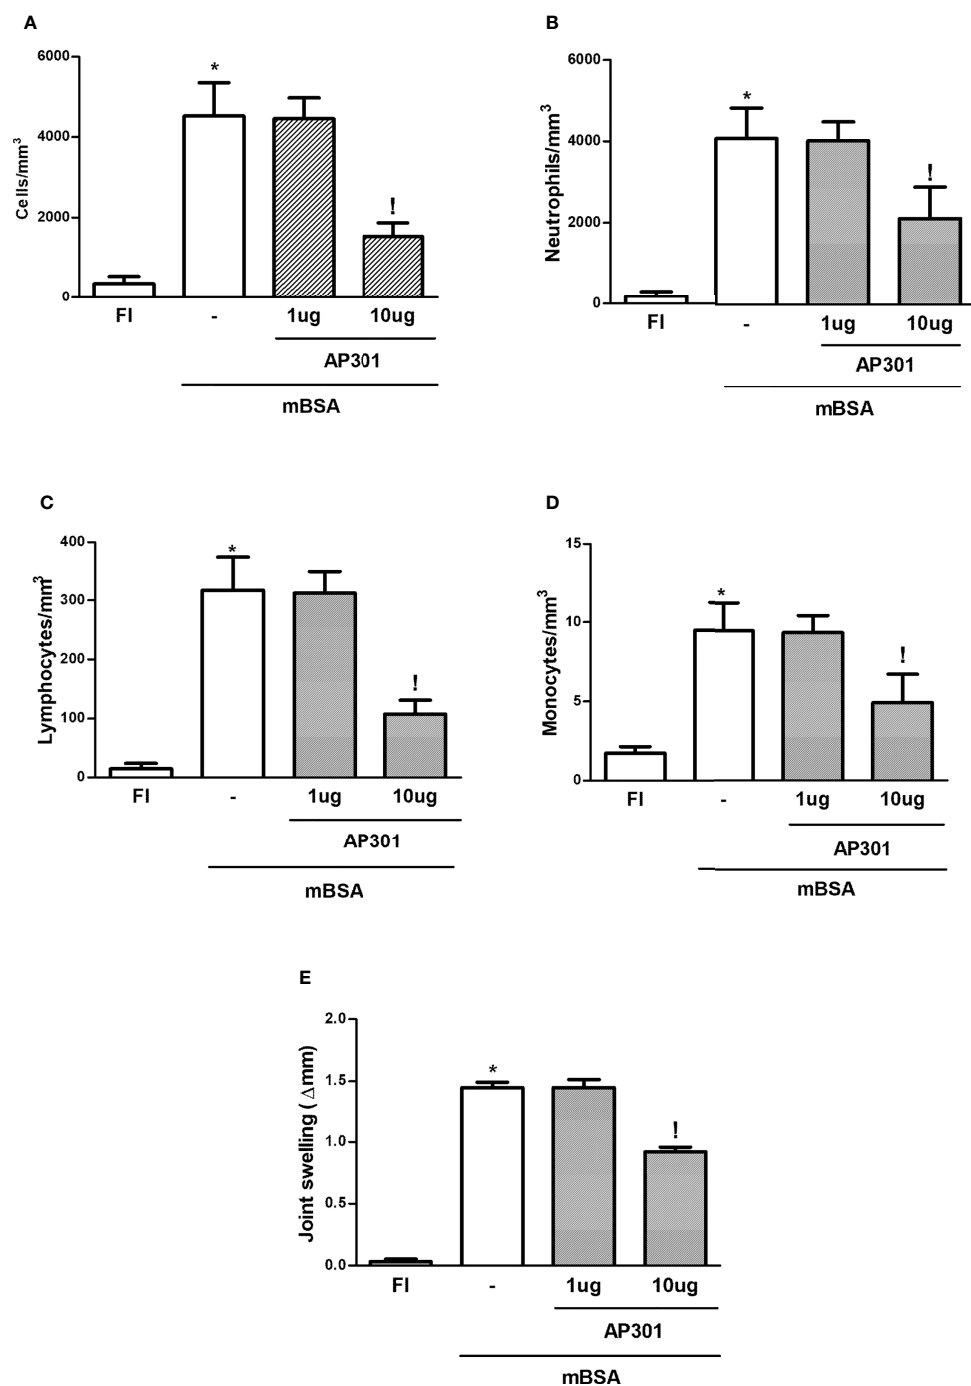 A
Cells/mm³
6000
4000
2000
0
*
!
FI - 1ug 10ug
AP301
mBSA
B
Neutrophils/mm³
6000
4000
2000
0
*
!
FI - 1ug 10ug
AP301
mBSA
C
Lymphocytes/mm³
400
300
200
100
0
*
!
FI - 1ug 10ug
AP301
mBSA
D
Monocytes/mm³
15
10
5
0
*
!
FI - 1ug 10ug
AP301
mBSA
E
Joint swelling ( Δmm)
2.0
1.5
1.0
0.5
0.0
*
!
FI - 1ug 10ug
AP301
mBSA